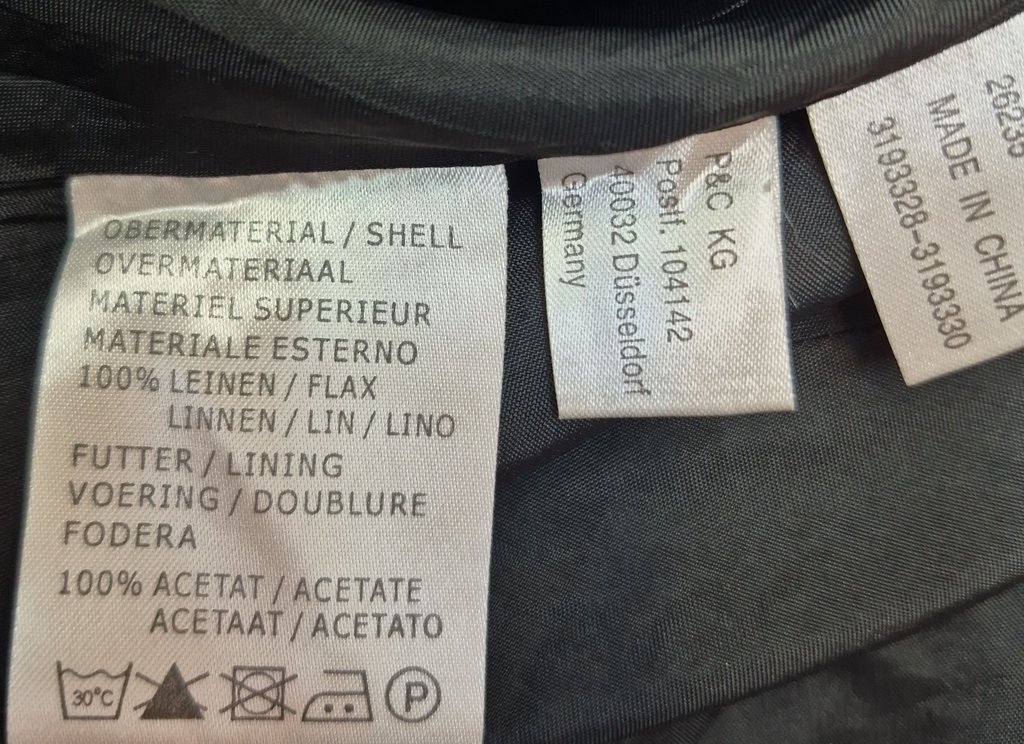 OBERMATERIAL / SHELL
OVERMATERIAAL
MATERIEL SUPERIEUR
MATERIALE ESTERNO
100% LEINEN / FLAX
LINNEN / LIN / LINO
FUTTER / LINING
VOERING / DOUBLURE
FODERA
100% ACETAT / ACETATE
ACETAAT / ACETATO
30°C
P
P&C KG
Postf. 104142
40032 Düsseldorf
Germany
26235
MADE IN CHINA
3193328-3193330